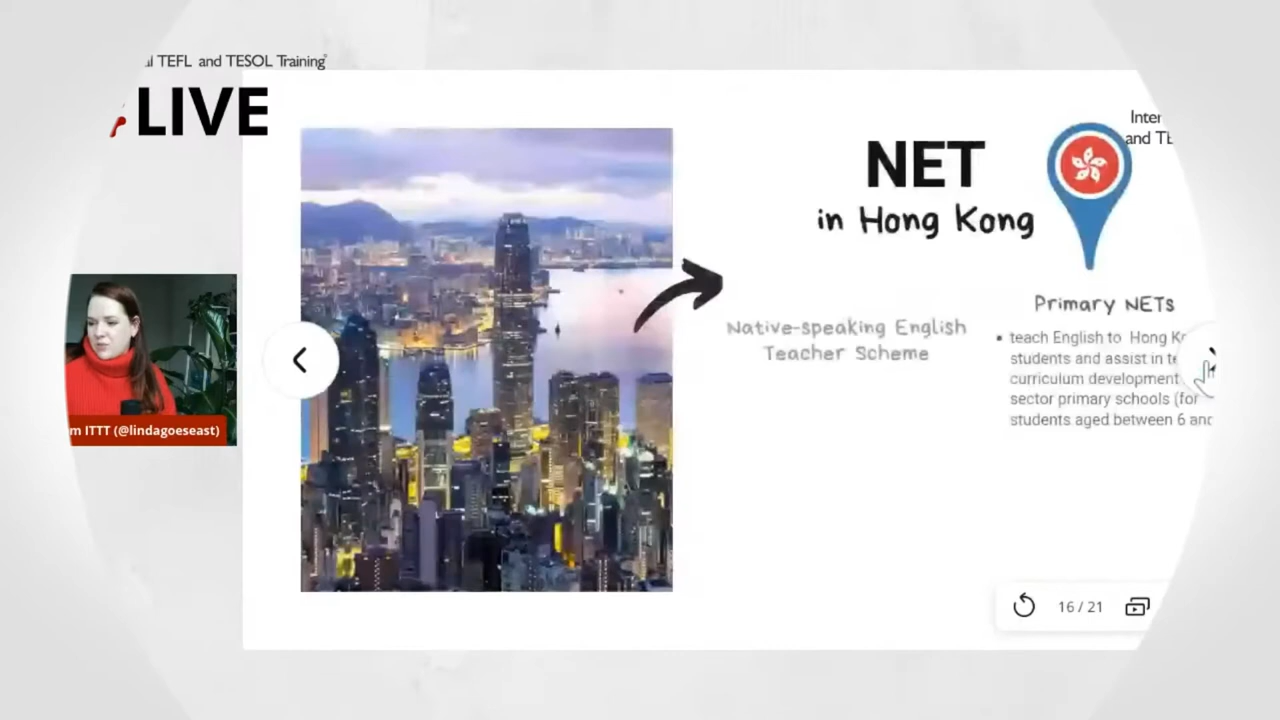 TEFL and TESOL Training
LIVE
and
NET
in Hong Kong
Primary NETs
Native-speaking English
Teacher Scheme
teach English to Hong
students and assist in
curriculum development
sector primary schools (for
students aged between 6 and
ITTT (@lindagoeseast)
16 / 21